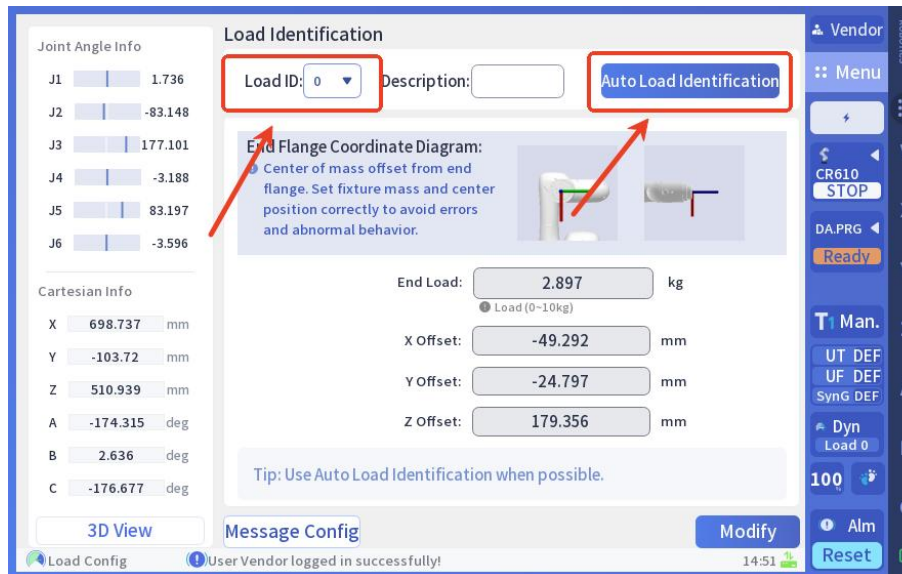 Joint Angle Info
J1 1.736
J2 -83.148
J3 177.101
J4 -3.188
J5 83.197
J6 -3.596
Cartesian Info
X 698.737 mm
Y -103.72 mm
Z 510.939 mm
A -174.315 deg
B 2.636 deg
C -176.677 deg
3D View
Load Identification
Load ID: 0 Description: Auto Load Identification
End Flange Coordinate Diagram:
Center of mass offset from end
flange. Set fixture mass and center
position correctly to avoid errors
and abnormal behavior.
End Load: 2.897 kg
Load (0~10kg)
X Offset: -49.292 mm
Y Offset: -24.797 mm
Z Offset: 179.356 mm
Tip: Use Auto Load Identification when possible.
Message Config Modify
Load Config User Vendor logged in successfully! 14:51
Vendor
Menu
CR610
STOP
DA.PRG
Ready
T1 Man.
UT DEF
UF DEF
SynG DEF
Dyn
Load 0
100 %
Alm
Reset